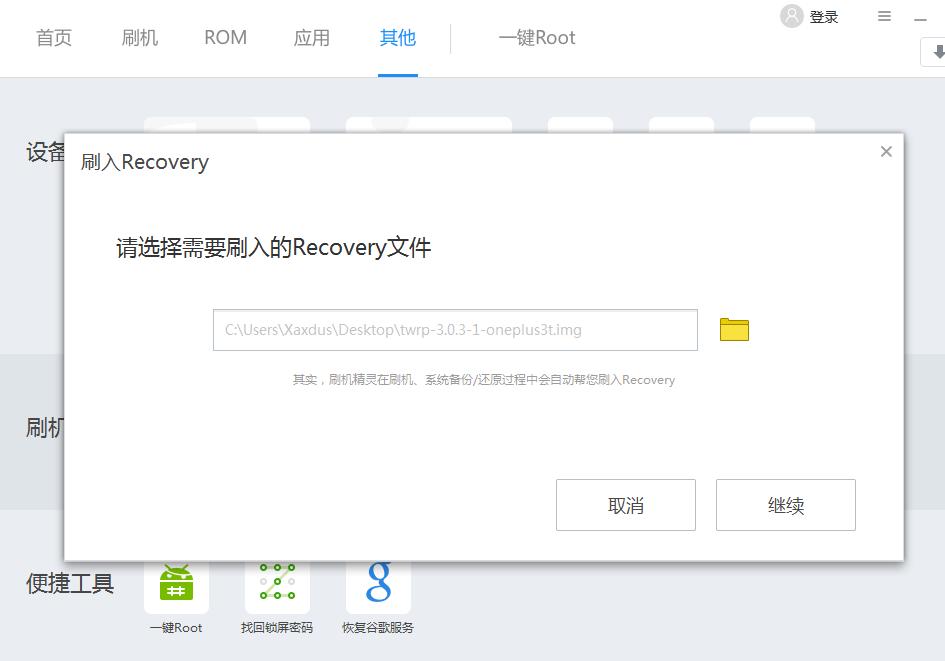 首页 刷机 ROM 应用 其他 一键Root 登录
设备
刷入Recovery
请选择需要刷入的Recovery文件
C:\Users\Xaxdus\Desktop\twrp-3.0.3-1-oneplus3t.img
其实，刷机精灵在刷机、系统备份/还原过程中会自动帮您刷入Recovery
刷机
取消 继续
便捷工具
一键Root 找回锁屏密码 恢复谷歌服务